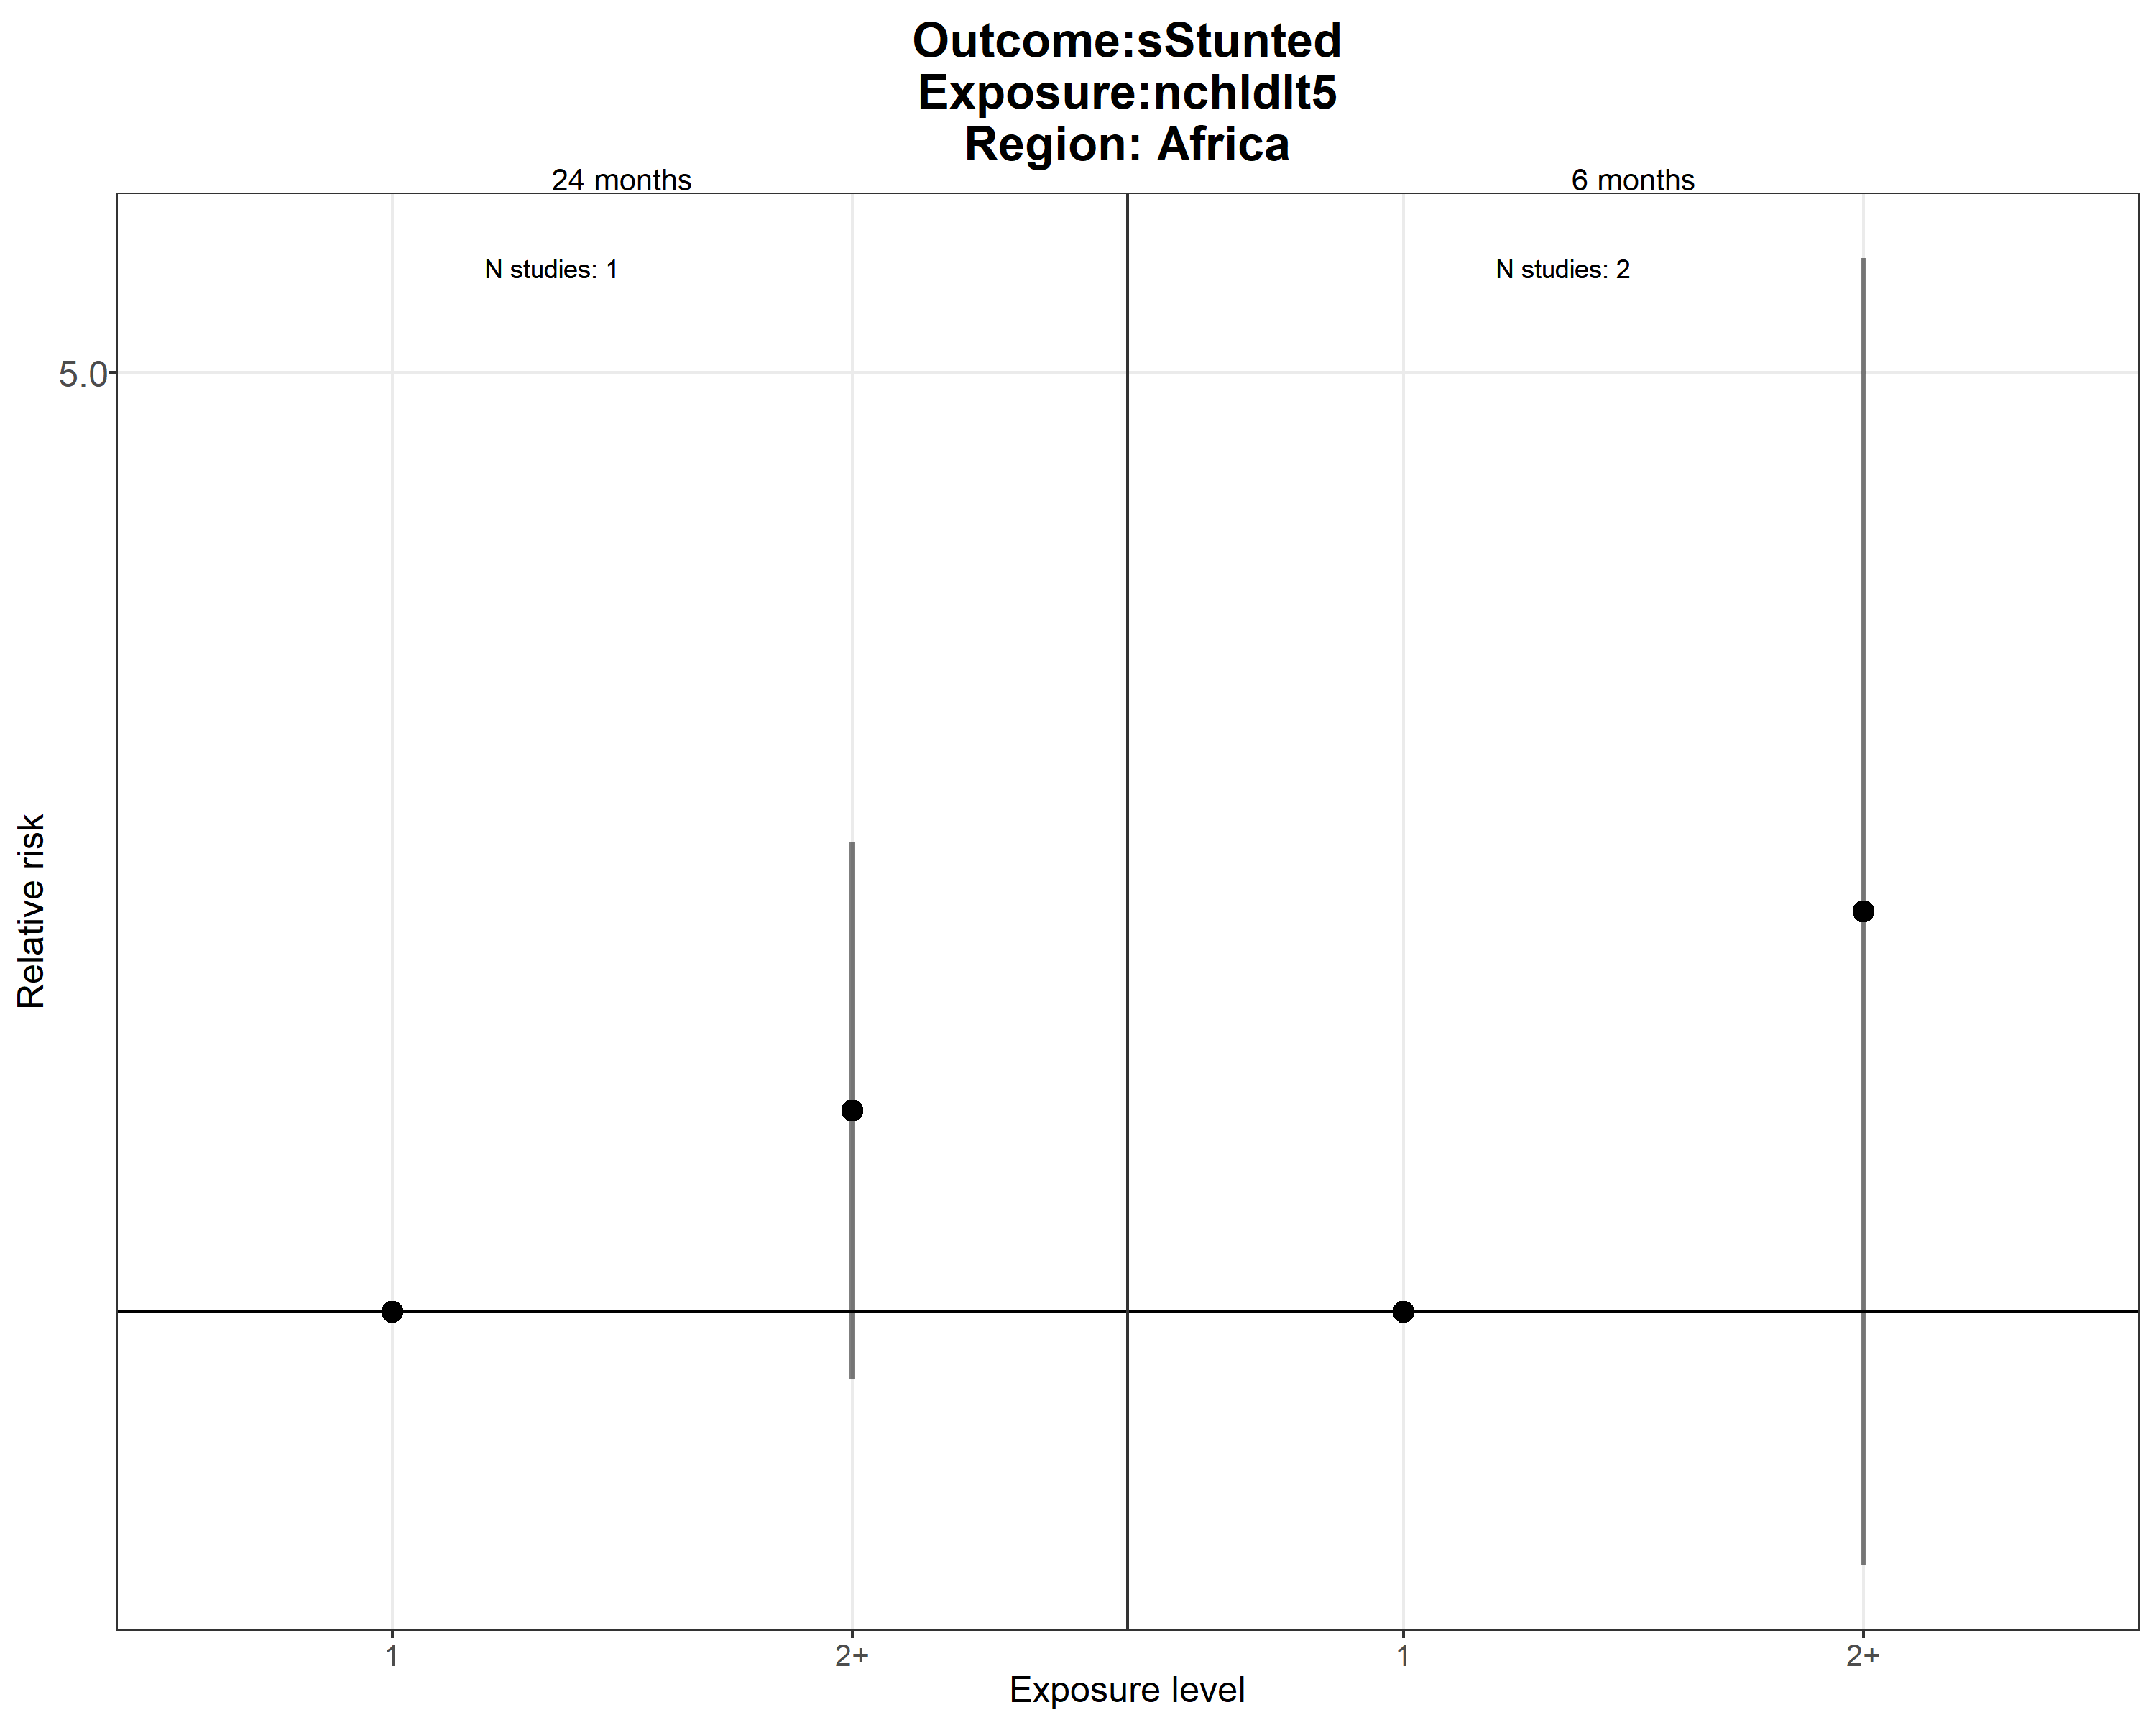 Outcome:sStunted
Exposure:nchldlt5
Region: Africa
24 months
6 months
N studies: 1
N studies: 2
5.0
Relative risk
1
2+
1
2+
Exposure level